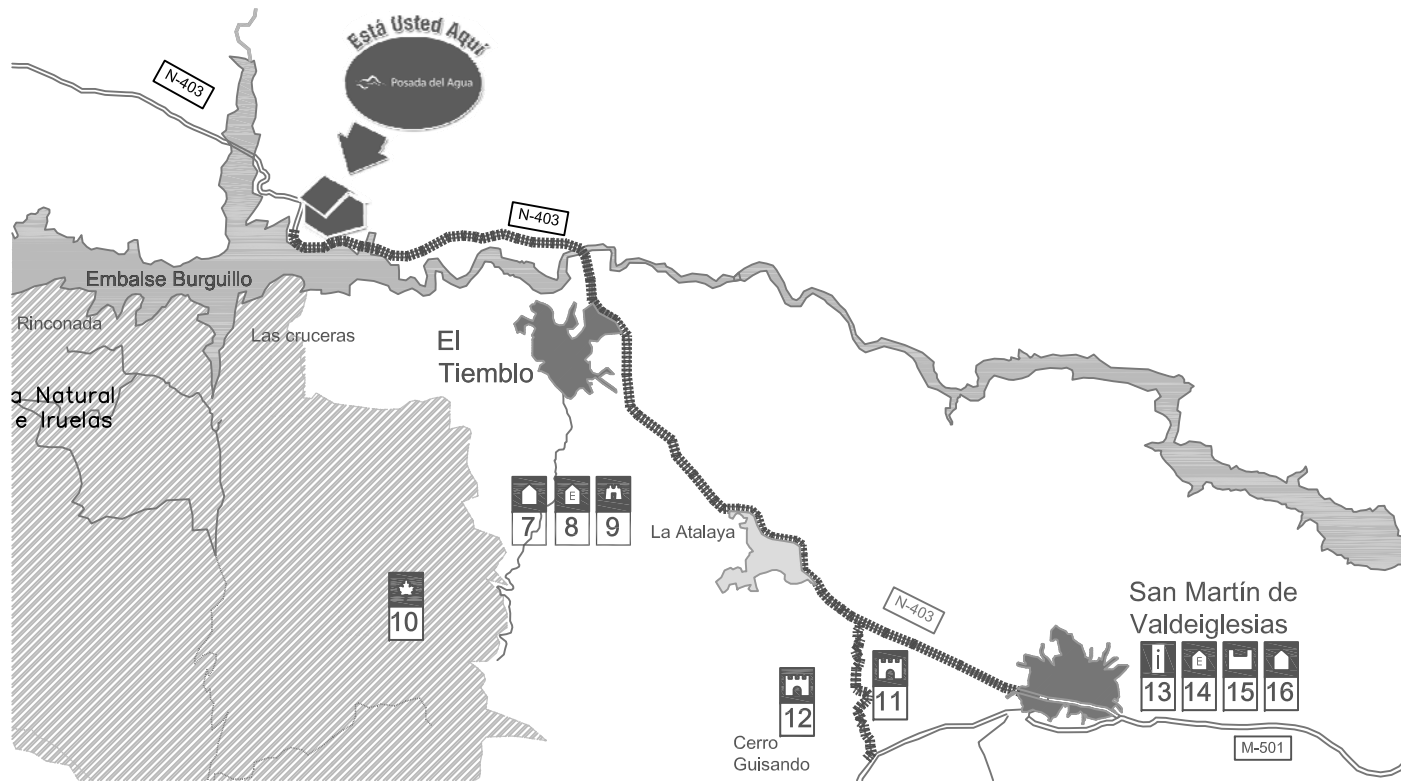 Está Usted Aquí
Posada del Agua
N-403
N-403
Embalse Burguillo
Rinconada
Las cruceras
El
Tiemblo
a Natural
e Iruelas
7
8
E
9
La Atalaya
10
N-403
San Martín de
Valdeiglesias
i
13
E
14
15
16
11
12
Cerro
Guisando
M-501